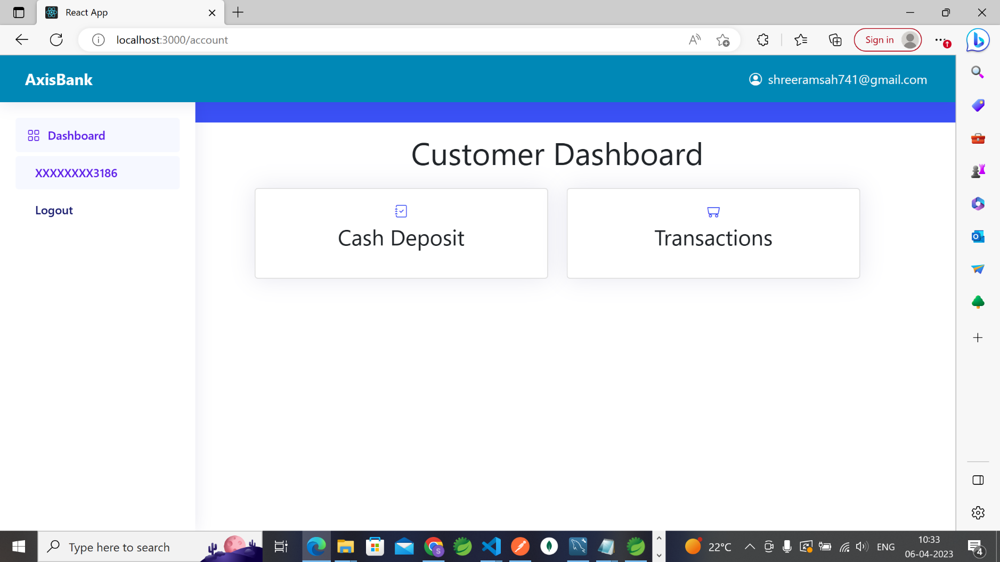 React App
localhost:3000/account
Sign in
AxisBank
shreeramsah741@gmail.com
Dashboard
XXXXXXXX3186
Logout
Customer Dashboard
Cash Deposit
Transactions
Type here to search
S
22°C
ENG
10:33
06-04-2023
4